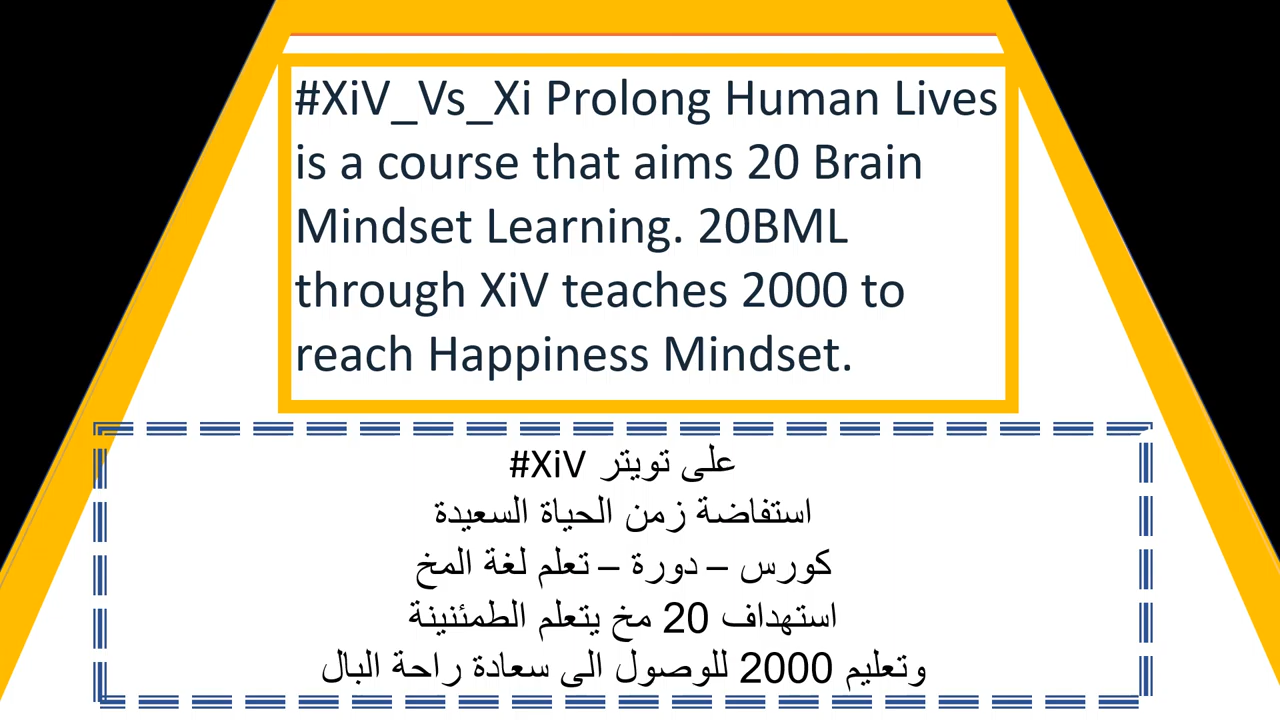 #XiV_Vs_Xi Prolong Human Lives
is a course that aims 20 Brain
Mindset Learning. 20BML
through XiV teaches 2000 to
reach Happiness Mindset.
على تويتر XiV#
استفاضة زمن الحياة السعيدة
كورس – دورة – تعلم لغة المخ
استهداف 20 مخ يتعلم الطمئنينة
وتعليم 2000 للوصول الى سعادة راحة البال